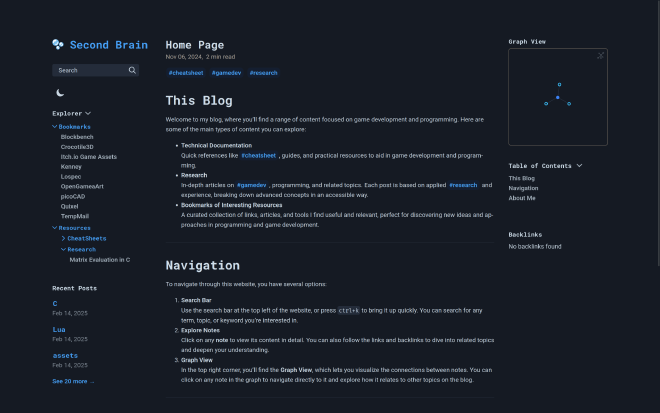 Second Brain
Search
Explorer
Bookmarks
Blockbench
Crocotile3D
Itch.io Game Assets
Kenney
Lospec
OpenGameArt
picoCAD
Quixel
TempMail
Resources
CheatSheets
Research
Matrix Evaluation in C
Recent Posts
C
Feb 14, 2025
Lua
Feb 14, 2025
assets
Feb 14, 2025
See 20 more →
Home Page
Nov 06, 2024, 2 min read
#cheatsheet #gamedev #research
This Blog
Welcome to my blog, where you'll find a range of content focused on game development and programming. Here are
some of the main types of content you can explore:
• Technical Documentation
Quick references like #cheatsheet , guides, and practical resources to aid in game development and program-
ming.
• Research
In-depth articles on #gamedev , programming, and related topics. Each post is based on applied #research and
experience, breaking down advanced concepts in an accessible way.
• Bookmarks of Interesting Resources
A curated collection of links, articles, and tools I find useful and relevant, perfect for discovering new ideas and ap-
proaches in programming and game development.
Navigation
To navigate through this website, you have several options:
1. Search Bar
Use the search bar at the top left of the website, or press ctrl+k to bring it up quickly. You can search for any
term, topic, or keyword you're interested in.
2. Explore Notes
Click on any note to view its content in detail. You can also follow the links and backlinks to dive into related topics
and deepen your understanding.
3. Graph View
In the top right corner, you'll find the Graph View, which lets you visualize the connections between notes. You can
click on any note in the graph to navigate directly to it and explore how it relates to other topics on the blog.
Graph View
Table of Contents
This Blog
Navigation
About Me
Backlinks
No backlinks found